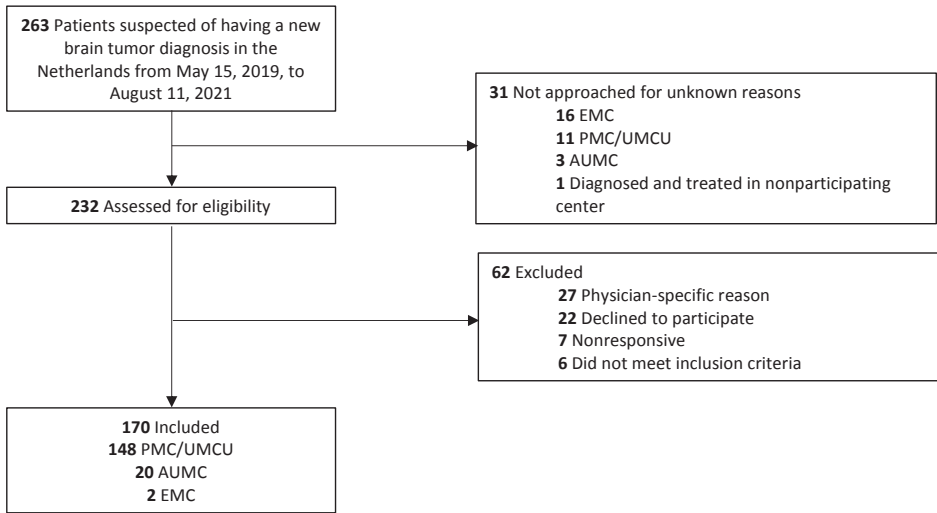 263 Patients suspected of having a new
brain tumor diagnosis in the
Netherlands from May 15, 2019, to
August 11, 2021
31 Not approached for unknown reasons
16 EMC
11 PMC/UMCU
3 AUMC
1 Diagnosed and treated in nonparticipating
center
232 Assessed for eligibility
62 Excluded
27 Physician-specific reason
22 Declined to participate
7 Nonresponsive
6 Did not meet inclusion criteria
170 Included
148 PMC/UMCU
20 AUMC
2 EMC